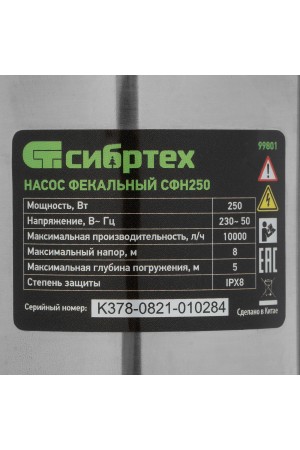 99801
СИБРТЕХ
НАСОС ФЕКАЛЬНЫЙ СФН250
Мощность, Вт 250
Напряжение, В~ Гц 230~ 50
Максимальная производительность, л/ч 10000
Максимальный напор, м 8
Максимальная глубина погружения, м 5
Степень защиты IPX8
Серийный номер: K378-0821-010284
EAC
Сделано в Китае